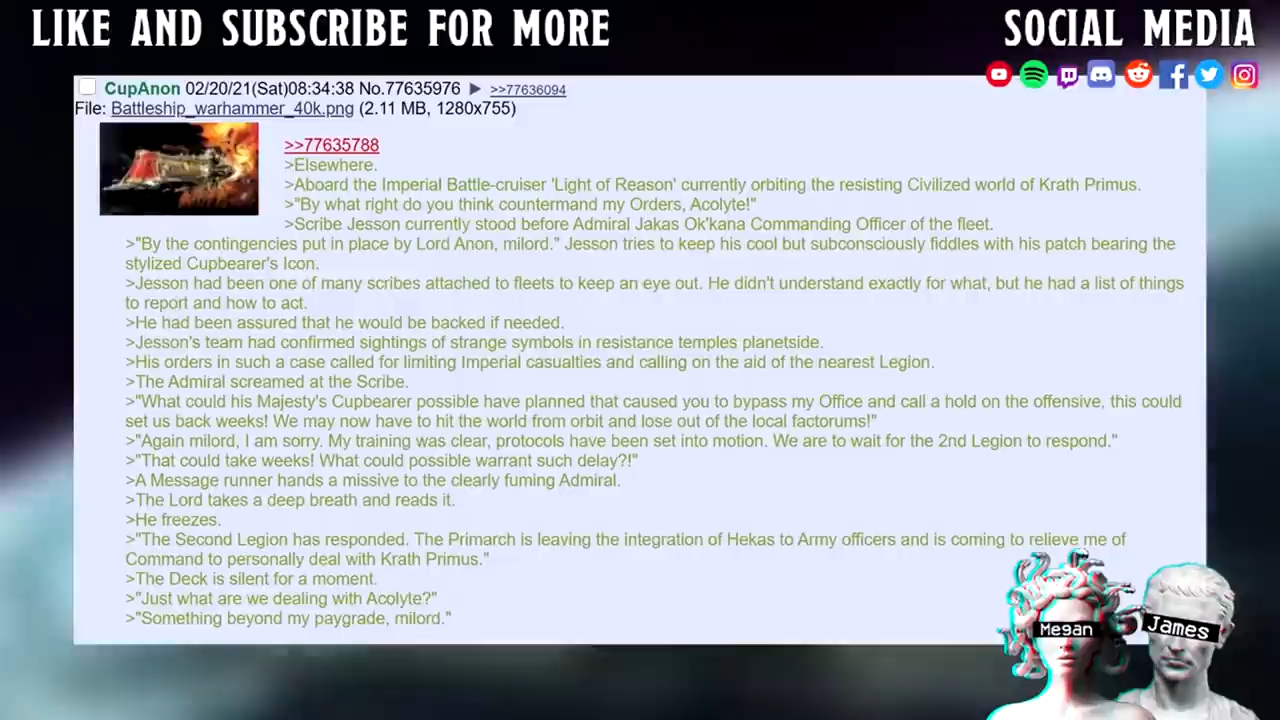 LIKE AND SUBSCRIBE FOR MORE
SOCIAL MEDIA
CupAnon 02/20/21(Sat)08:34:38 No.77635976 ▶ >>77636094
File: Battleship_warhammer_40k.png (2.11 MB, 1280x755)
>>77635788
>Elsewhere.
>Aboard the Imperial Battle-cruiser 'Light of Reason' currently orbiting the resisting Civilized world of Krath Primus.
>"By what right do you think countermand my Orders, Acolyte!"
>Scribe Jesson currently stood before Admiral Jakas Ok'kana Commanding Officer of the fleet.
>"By the contingencies put in place by Lord Anon, milord." Jesson tries to keep his cool but subconsciously fiddles with his patch bearing the
stylized Cupbearer's Icon.
>Jesson had been one of many scribes attached to fleets to keep an eye out. He didn't understand exactly for what, but he had a list of things
to report and how to act.
>He had been assured that he would be backed if needed.
>Jesson's team had confirmed sightings of strange symbols in resistance temples planetside.
>His orders in such a case called for limiting Imperial casualties and calling on the aid of the nearest Legion.
>The Admiral screamed at the Scribe.
>"What could his Majesty's Cupbearer possible have planned that caused you to bypass my Office and call a hold on the offensive, this could
set us back weeks! We may now have to hit the world from orbit and lose out of the local factorums!"
>"Again milord, I am sorry. My training was clear, protocols have been set into motion. We are to wait for the 2nd Legion to respond."
>"That could take weeks! What could possible warrant such delay?!"
>A Message runner hands a missive to the clearly fuming Admiral.
>The Lord takes a deep breath and reads it.
>He freezes.
>"The Second Legion has responded. The Primarch is leaving the integration of Hekas to Army officers and is coming to relieve me of
Command to personally deal with Krath Primus."
>The Deck is silent for a moment.
>"Just what are we dealing with Acolyte?"
>"Something beyond my paygrade, milord."
Megan
James